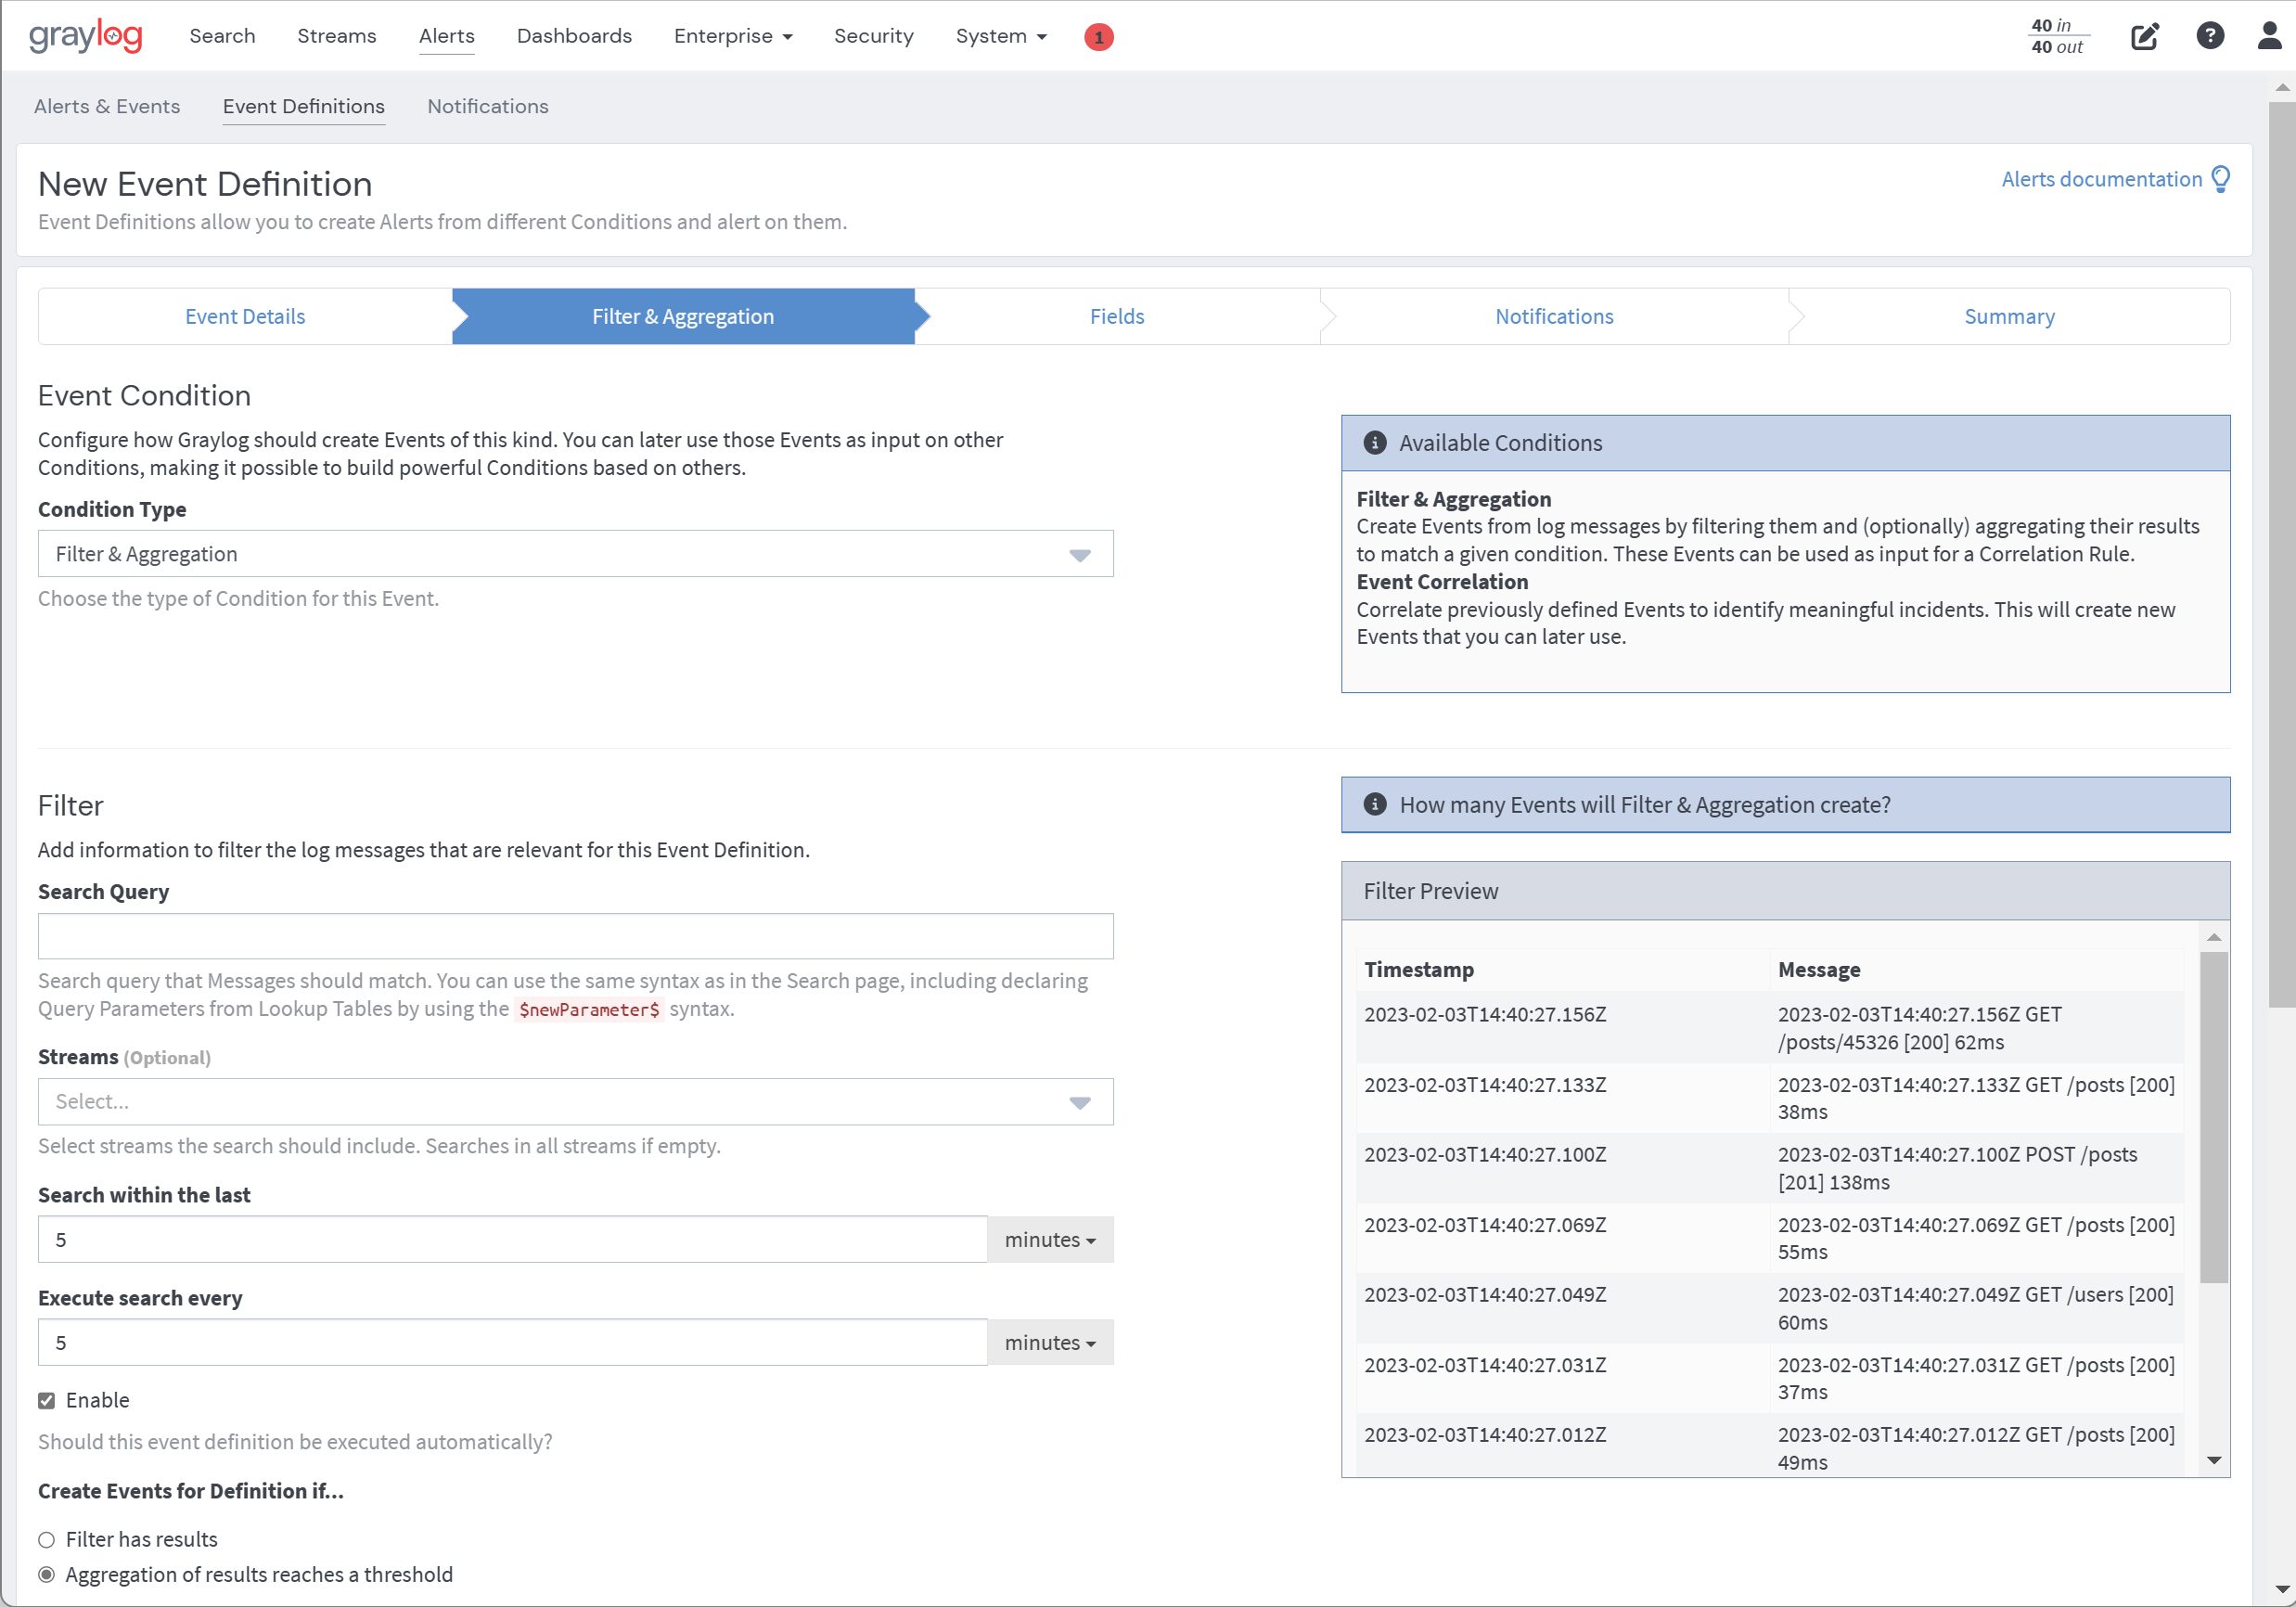 graylog Search Streams Alerts Dashboards Enterprise Security System 1 40 in
40 out
Alerts & Events Event Definitions Notifications
New Event Definition
Alerts documentation
Event Definitions allow you to create Alerts from different Conditions and alert on them.
Event Details Filter & Aggregation Fields Notifications Summary
Event Condition
Configure how Graylog should create Events of this kind. You can later use those Events as input on other
Conditions, making it possible to build powerful Conditions based on others.
Condition Type
Filter & Aggregation
Choose the type of Condition for this Event.
Available Conditions
Filter & Aggregation
Create Events from log messages by filtering them and (optionally) aggregating their results
to match a given condition. These Events can be used as input for a Correlation Rule.
Event Correlation
Correlate previously defined Events to identify meaningful incidents. This will create new
Events that you can later use.
Filter
Add information to filter the log messages that are relevant for this Event Definition.
Search Query
Search query that Messages should match. You can use the same syntax as in the Search page, including declaring
Query Parameters from Lookup Tables by using the $newParameter$ syntax.
Streams (Optional)
Select...
Select streams the search should include. Searches in all streams if empty.
Search within the last
5 minutes
Execute search every
5 minutes
Enable
Should this event definition be executed automatically?
Create Events for Definition if...
Filter has results
Aggregation of results reaches a threshold
How many Events will Filter & Aggregation create?
Filter Preview
Timestamp Message
2023-02-03T14:40:27.156Z 2023-02-03T14:40:27.156Z GET
/posts/45326 [200] 62ms
2023-02-03T14:40:27.133Z 2023-02-03T14:40:27.133Z GET /posts [200]
38ms
2023-02-03T14:40:27.100Z 2023-02-03T14:40:27.100Z POST /posts
[201] 138ms
2023-02-03T14:40:27.069Z 2023-02-03T14:40:27.069Z GET /posts [200]
55ms
2023-02-03T14:40:27.049Z 2023-02-03T14:40:27.049Z GET /users [200]
60ms
2023-02-03T14:40:27.031Z 2023-02-03T14:40:27.031Z GET /posts [200]
37ms
2023-02-03T14:40:27.012Z 2023-02-03T14:40:27.012Z GET /posts [200]
49ms